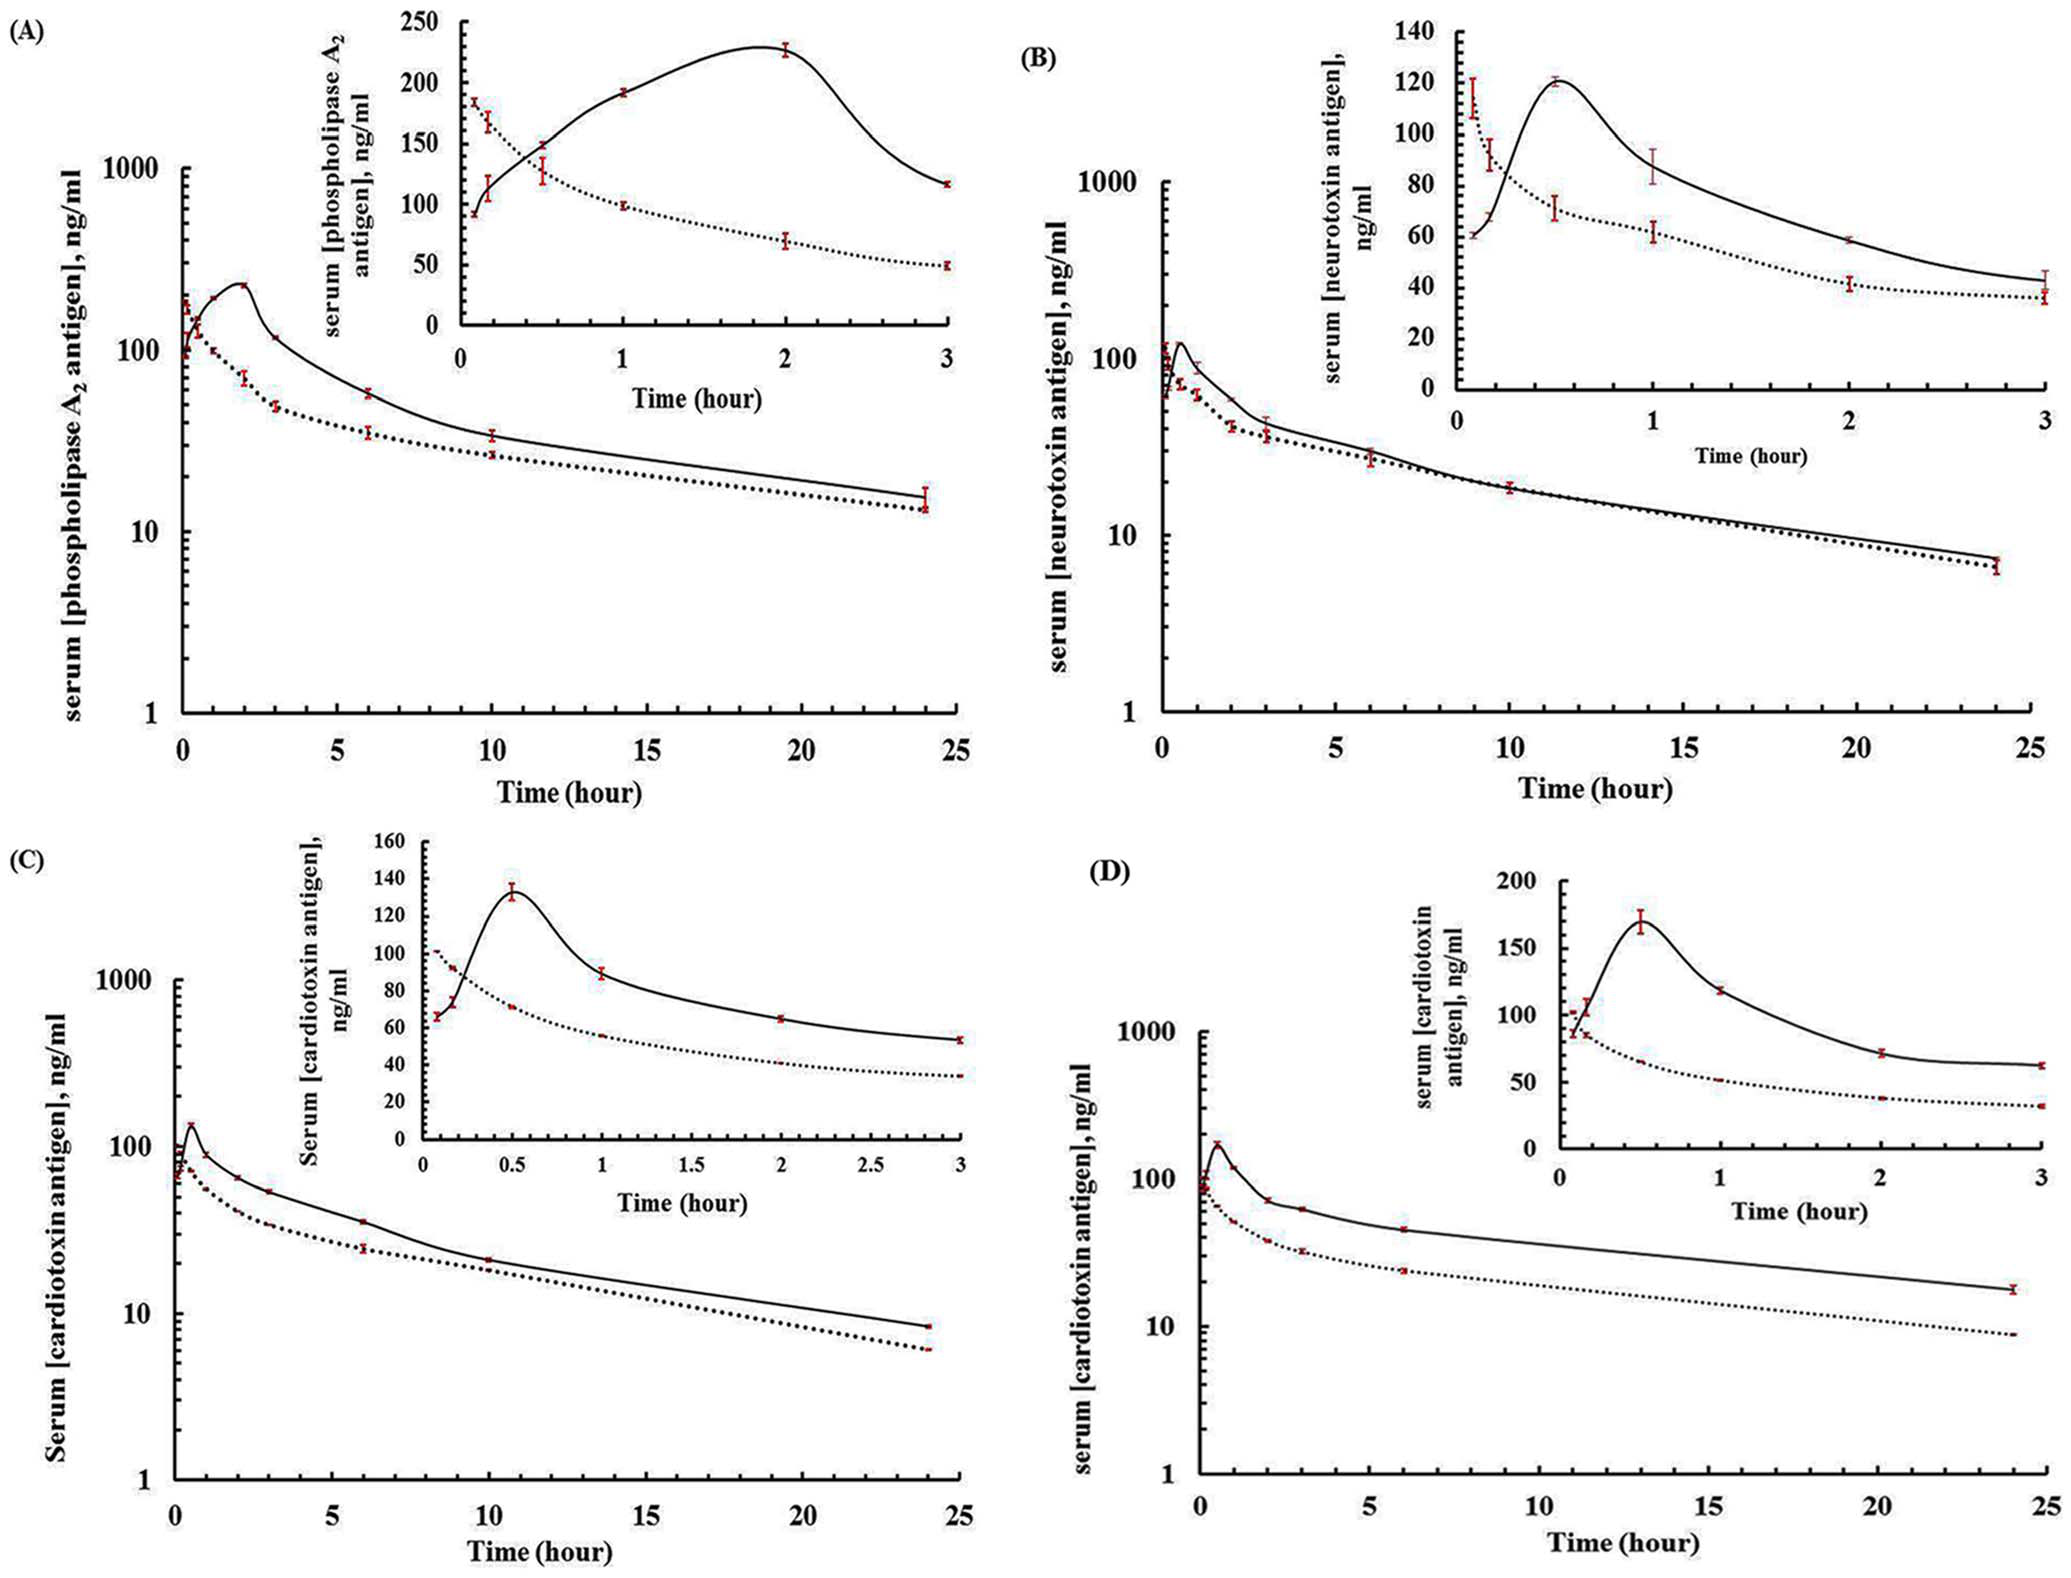 (A)
serum [phospholipase A2 antigen], ng/ml
1000
100
10
1
0 5 10 15 20 25
Time (hour)
serum [phospholipase A2
antigen], ng/ml
250
200
150
100
50
0
0 1 2 3
Time (hour)
(B)
serum [neurotoxin antigen], ng/ml
1000
100
10
1
0 5 10 15 20 25
Time (hour)
serum [neurotoxin antigen],
ng/ml
140
120
100
80
60
40
20
0
0 1 2 3
Time (hour)
(C)
Serum [cardiotoxin antigen], ng/ml
1000
100
10
1
0 5 10 15 20 25
Time (hour)
Serum [cardiotoxin antigen],
ng/ml
160
140
120
100
80
60
40
20
0
0 0.5 1 1.5 2 2.5 3
Time (hour)
(D)
serum [cardiotoxin antigen], ng/ml
1000
100
10
1
0 5 10 15 20 25
Time (hour)
serum [cardiotoxin
antigen], ng/ml
200
150
100
50
0
0 1 2 3
Time (hour)